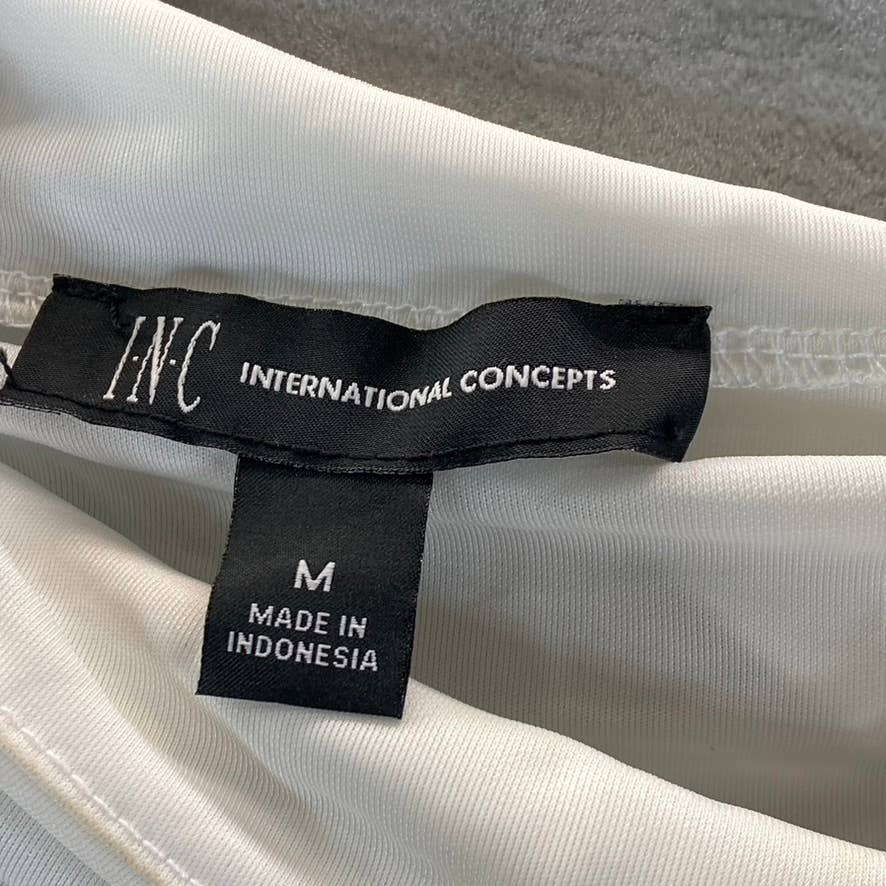 I·N·C INTERNATIONAL CONCEPTS
M
MADE IN
INDONESIA